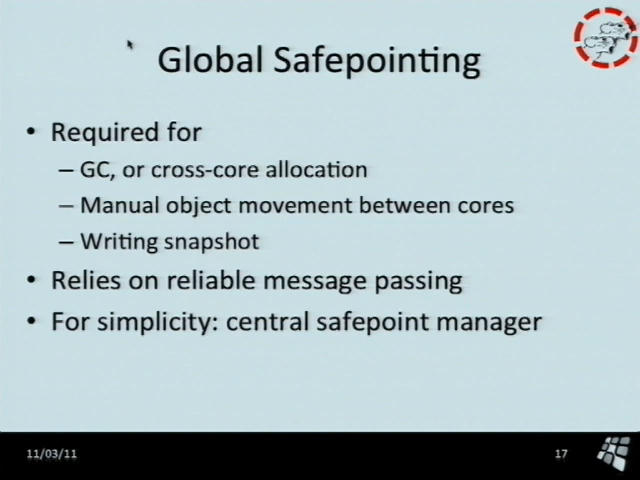 Global Safepointing
• Required for
– GC, or cross-core allocation
– Manual object movement between cores
– Writing snapshot
• Relies on reliable message passing
• For simplicity: central safepoint manager
11/03/11
17